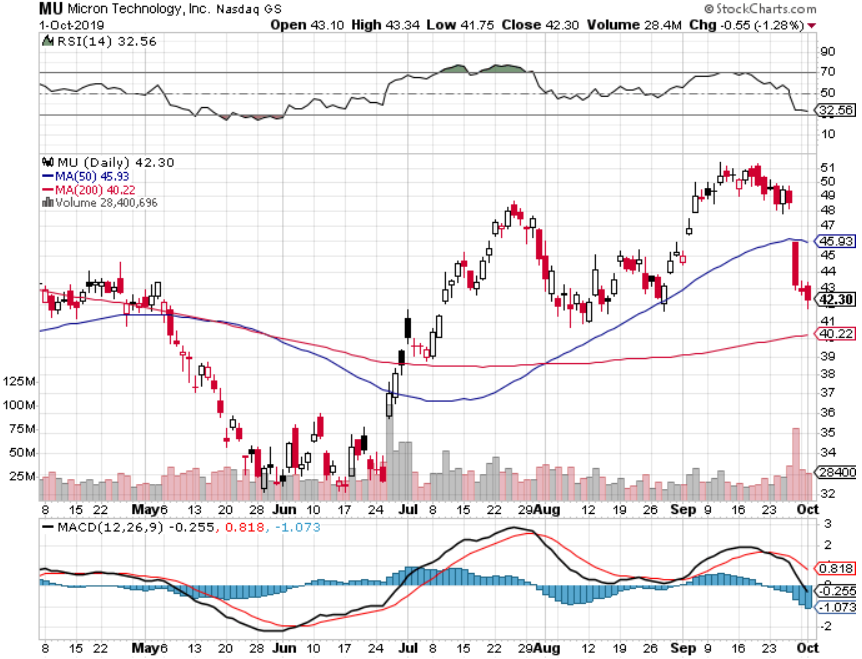 MU Micron Technology, Inc. Nasdaq GS © StockCharts.com
1-Oct-2019 Open 43.10 High 43.34 Low 41.75 Close 42.30 Volume 28.4M Chg -0.55 (-1.28%)
RSI(14) 32.56
90
70
50
32.56
10
MU (Daily) 42.30
MA(50) 45.93
MA(200) 40.22
Volume 28,400,696
51
50
49
48
47
45.93
45
44
43
42.30
41
40.22
39
38
37
36
35
34
28400
32
125M
100M
75M
50M
25M
8 15 22 May 6 13 20 28 Jun 10 17 24 Jul 8 15 22 29 Aug 12 19 26 Sep 9 16 23 Oct
MACD(12,26,9) -0.255, 0.818, -1.073
3
2
0.818
0
-0.255
-1.073
-2
8 15 22 May 6 13 20 28 Jun 10 17 24 Jul 8 15 22 29 Aug 12 19 26 Sep 9 16 23 Oct